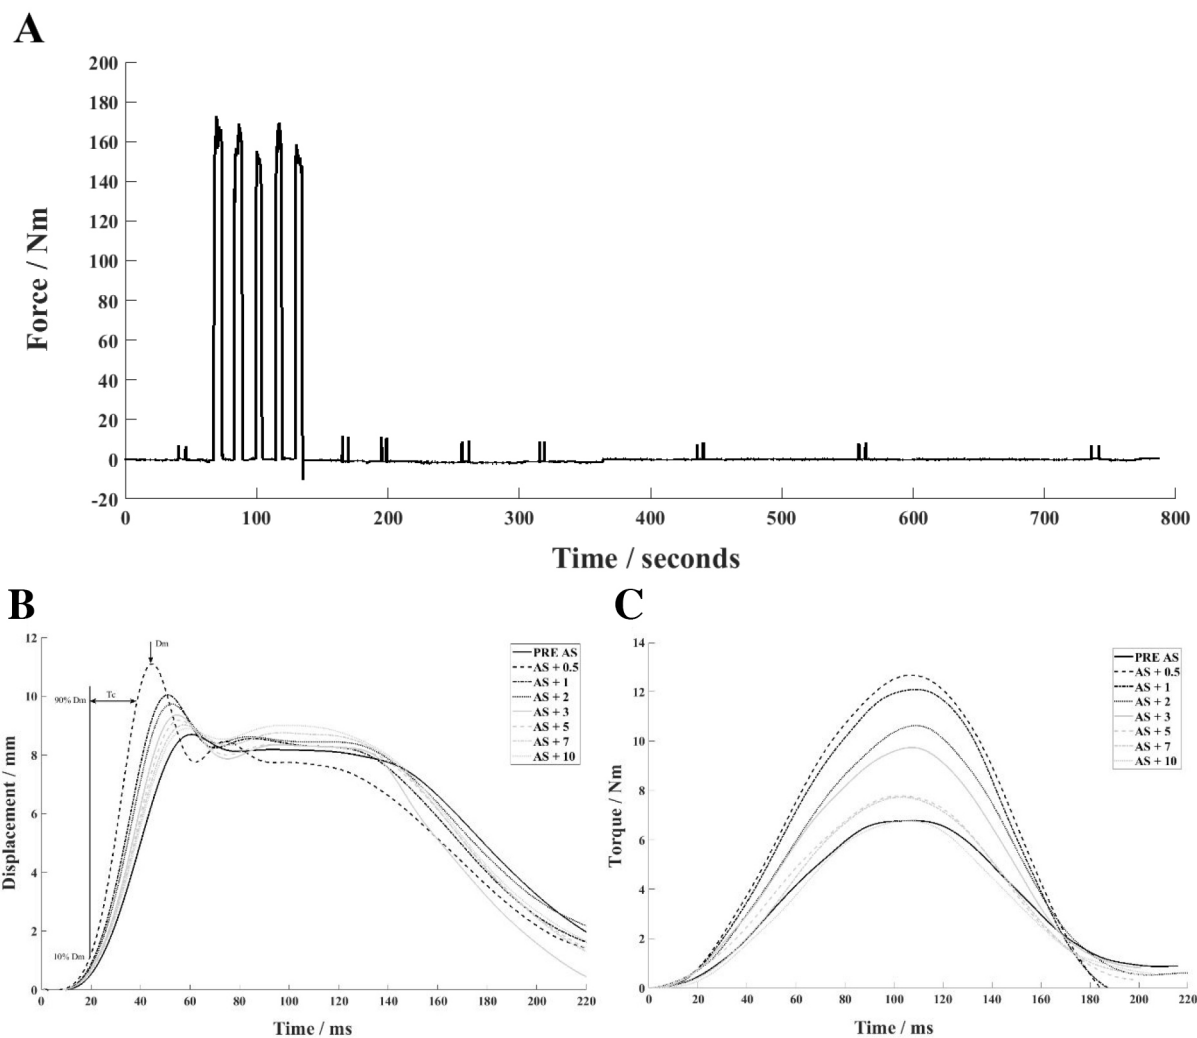 A
200
180
160
140
120
100
80
60
40
20
0
-20
Force / Nm
0 100 200 300 400 500 600 700 800
Time / seconds
B
12
10
8
6
4
2
0
Displacement / mm
Dm
90% Dm
Tc
10% Dm
PRE AS
AS + 0.5
AS + 1
AS + 2
AS + 3
AS + 5
AS + 7
AS + 10
0 20 40 60 80 100 120 140 160 180 200 220
Time / ms
C
14
12
10
8
6
4
2
0
Torque / Nm
PRE AS
AS + 0.5
AS + 1
AS + 2
AS + 3
AS + 5
AS + 7
AS + 10
0 20 40 60 80 100 120 140 160 180 200 220
Time / ms